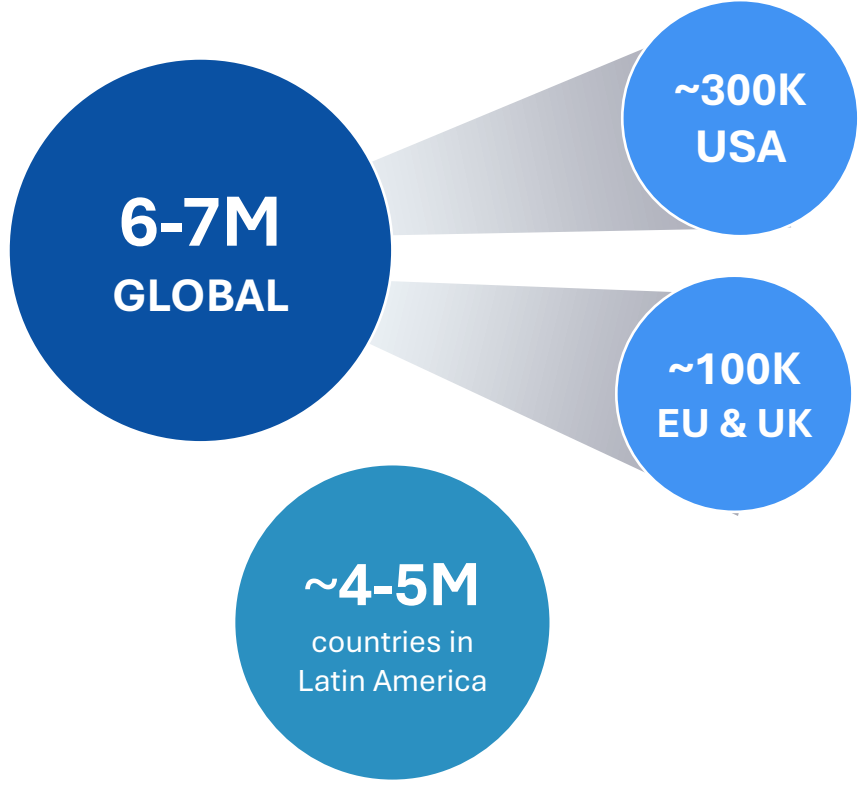 6-7M
GLOBAL
~300K
USA
~100K
EU & UK
~4-5M
countries in
Latin America